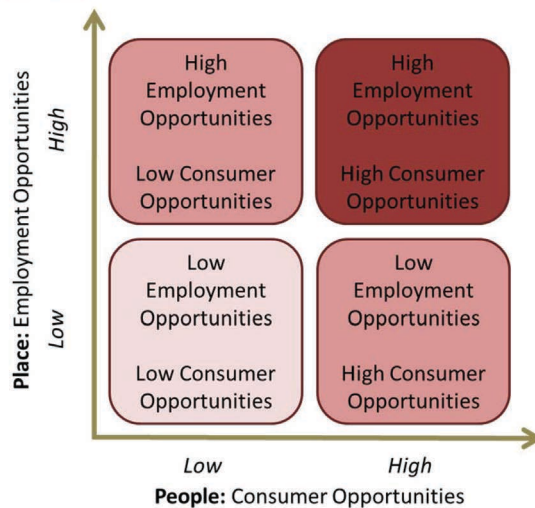 Place: Employment Opportunities
High
Low
High
Employment
Opportunities
Low Consumer
Opportunities
High
Employment
Opportunities
High Consumer
Opportunities
Low
Employment
Opportunities
Low Consumer
Opportunities
Low
Employment
Opportunities
High Consumer
Opportunities
Low
High
People: Consumer Opportunities